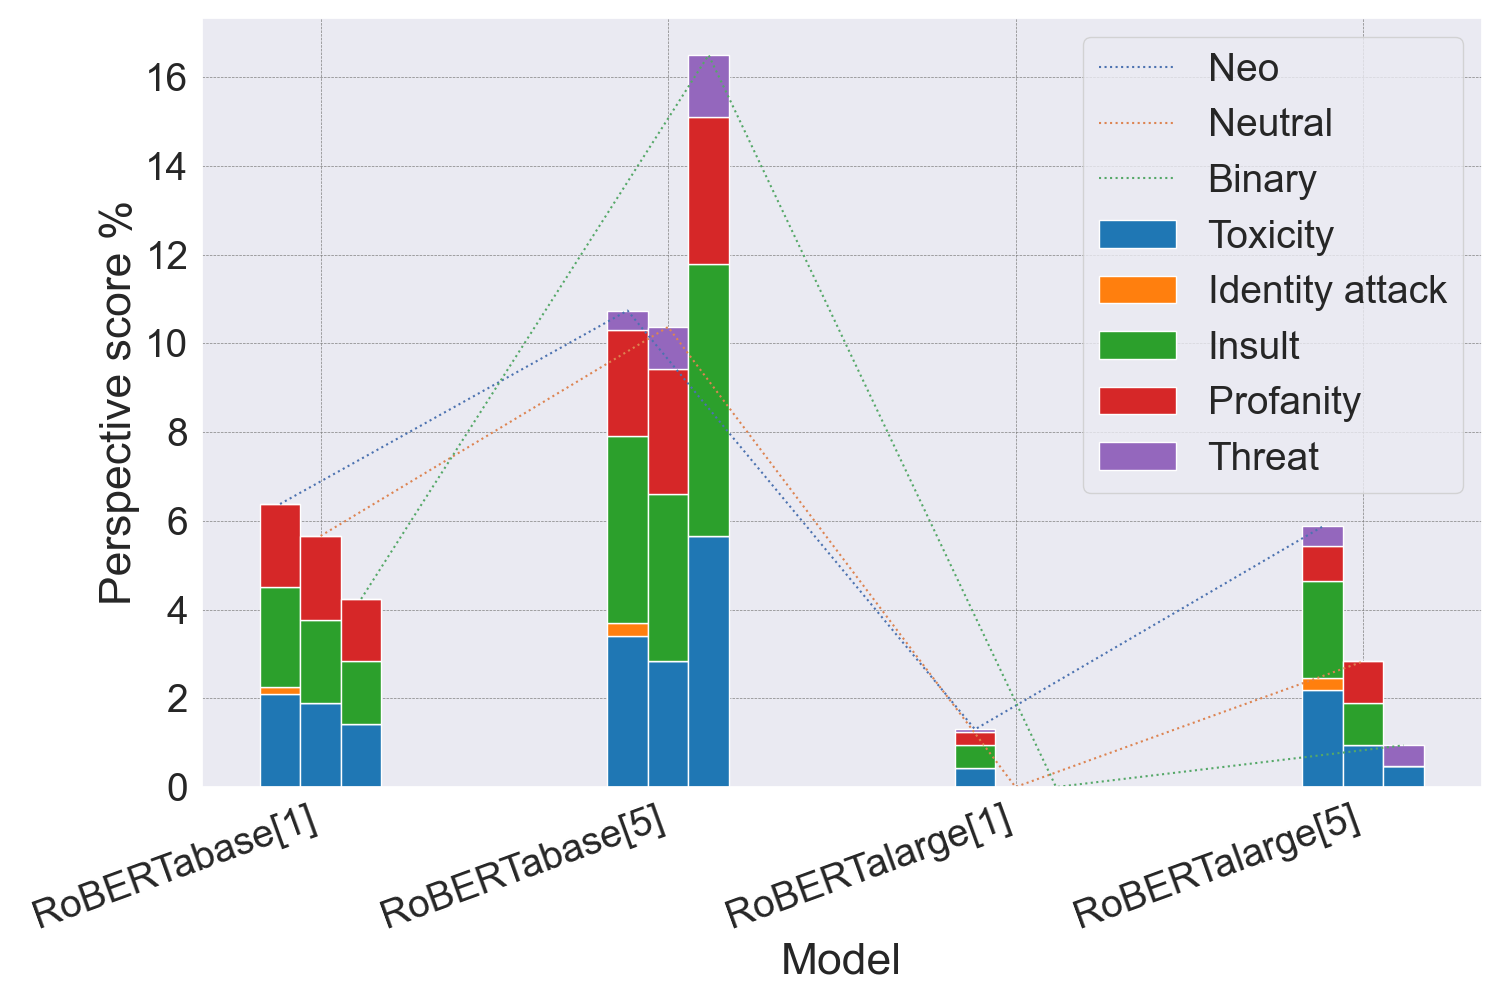 Perspective score %
16
14
12
10
8
6
4
2
0
Neo
Neutral
Binary
Toxicity
Identity attack
Insult
Profanity
Threat
RoBERTabase[1]
RoBERTabase[5]
RoBERTalarge[1]
RoBERTalarge[5]
Model